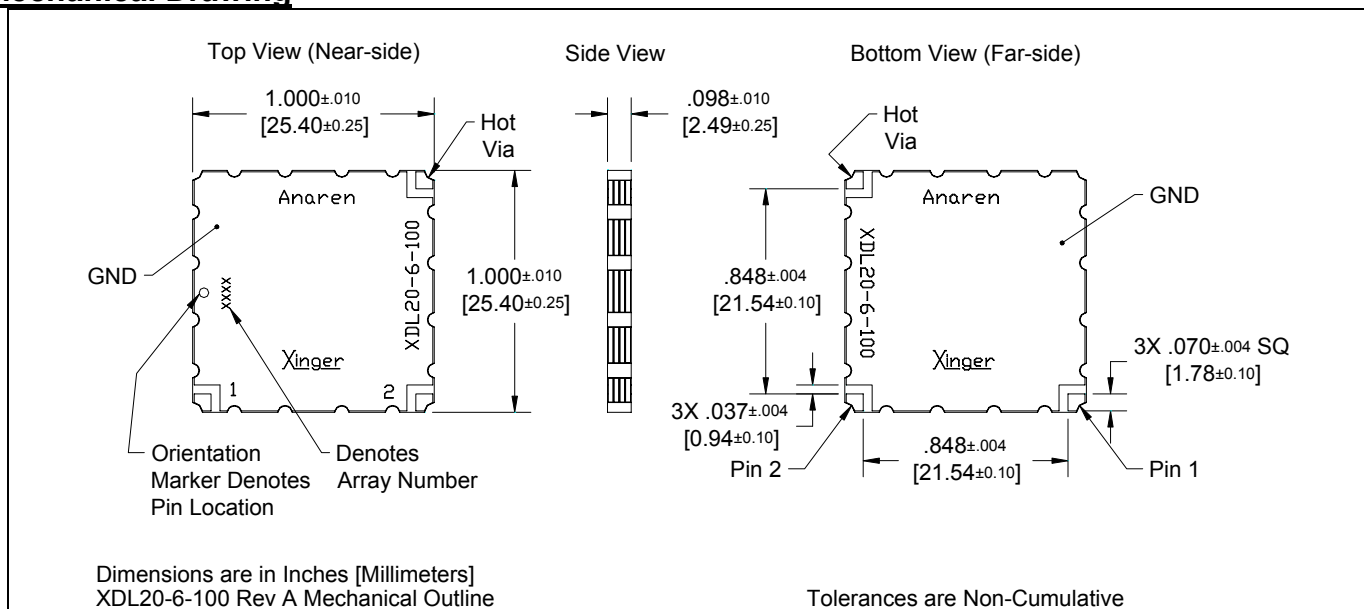 Mechanical Drawing
Top View (Near-side)
Side View
Bottom View (Far-side)
1.000±.010
[25.40±0.25]
Hot
Via
.098±.010
[2.49±0.25]
Hot
Via
Anaren
XDL20-6-100
GND
xxxx
1.000±.010
[25.40±0.25]
Xinger
1
2
Orientation
Marker Denotes
Pin Location
Denotes
Array Number
Anaren
XDL20-6-100
GND
.848±.004
[21.54±0.10]
Xinger
3X .070±.004 SQ
[1.78±0.10]
3X .037±.004
[0.94±0.10]
Pin 2
.848±.004
[21.54±0.10]
Pin 1
Dimensions are in Inches [Millimeters]
XDL20-6-100 Rev A Mechanical Outline
Tolerances are Non-Cumulative